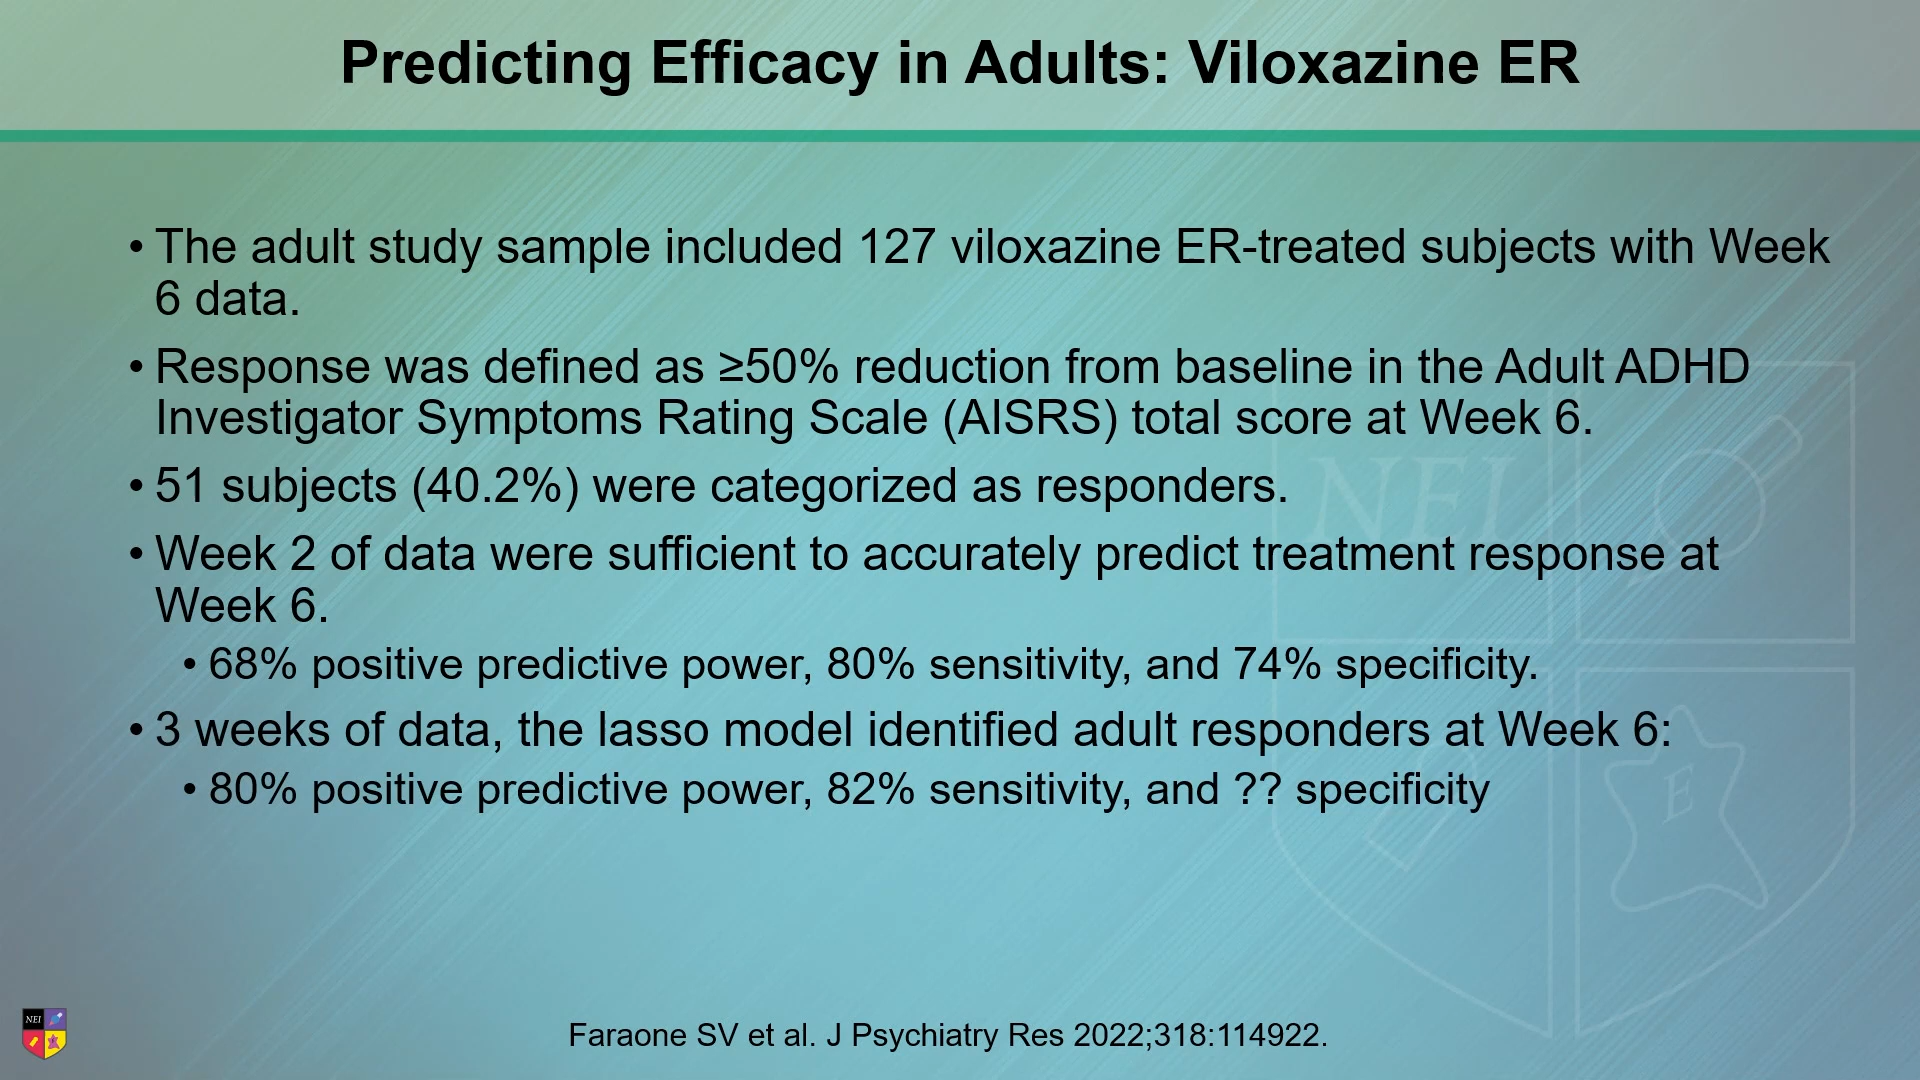 Predicting Efficacy in Adults: Viloxazine ER
• The adult study sample included 127 viloxazine ER-treated subjects with Week
6 data.
• Response was defined as ≥50% reduction from baseline in the Adult ADHD
Investigator Symptoms Rating Scale (AISRS) total score at Week 6.
• 51 subjects (40.2%) were categorized as responders.
• Week 2 of data were sufficient to accurately predict treatment response at
Week 6.
• 68% positive predictive power, 80% sensitivity, and 74% specificity.
• 3 weeks of data, the lasso model identified adult responders at Week 6:
• 80% positive predictive power, 82% sensitivity, and ?? specificity
NEI
E
NEI
Faraone SV et al. J Psychiatry Res 2022;318:114922.